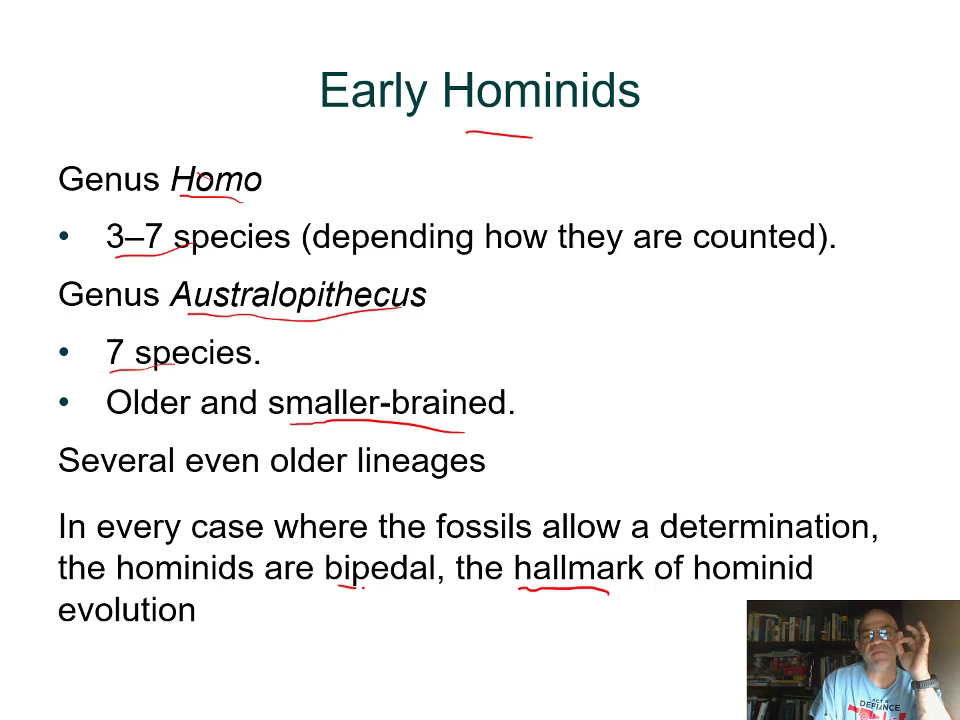 Early Hominids
Genus Homo
• 3–7 species (depending how they are counted).
Genus Australopithecus
• 7 species.
• Older and smaller-brained.
Several even older lineages
In every case where the fossils allow a determination,
the hominids are bipedal, the hallmark of hominid
evolution
DEFIANCE